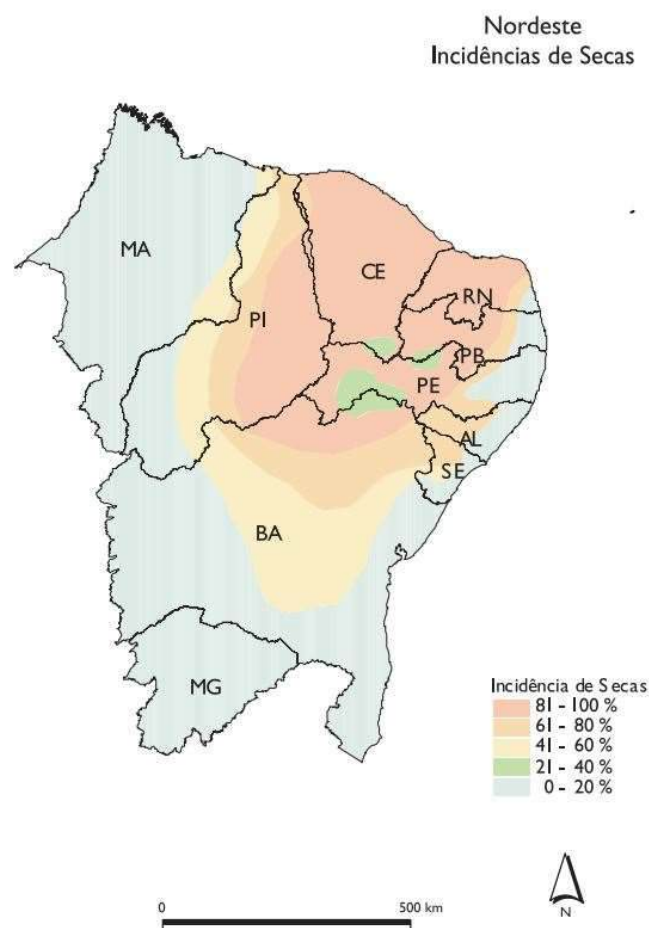 Nordeste
Incidências de Secas
MA
CE
RN
PI
PB
PE
AL
SE
BA
MG
Incidência de Secas
81 - 100 %
61 - 80 %
41 - 60 %
21 - 40 %
0 - 20 %
N
0 500 km